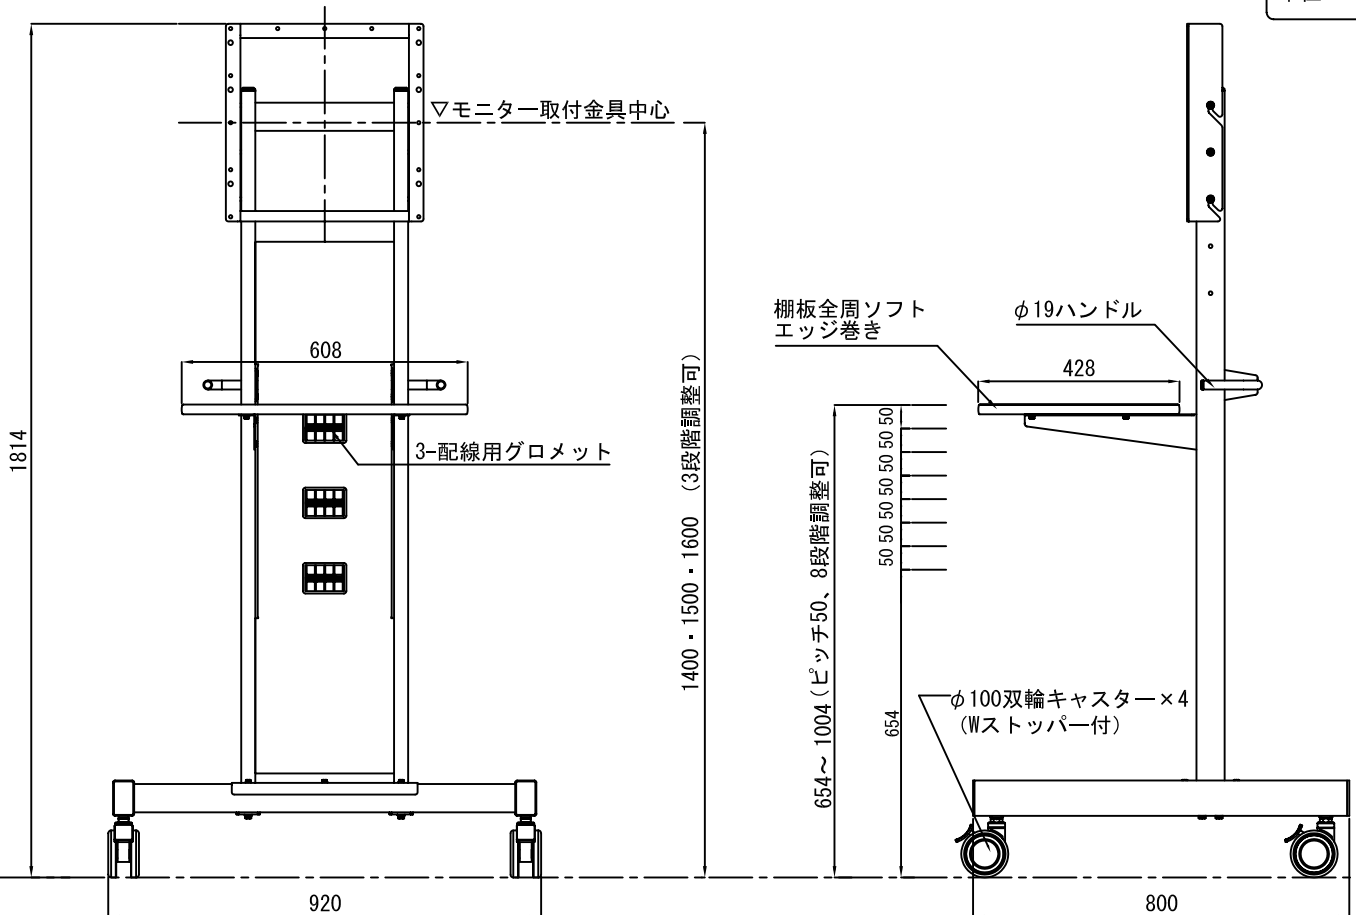 ▽モニター取付金具中心
608
3-配線用グロメット
1814
1400・1500・1600 (3段階調整可)
920
棚板全周ソフト
エッジ巻き
φ19ハンドル
428
50
50
50
50
50
50
50
654～1004(ピッチ50、8段階調整可)
654
φ100双輪キャスター×4
(Wストッパー付)
800